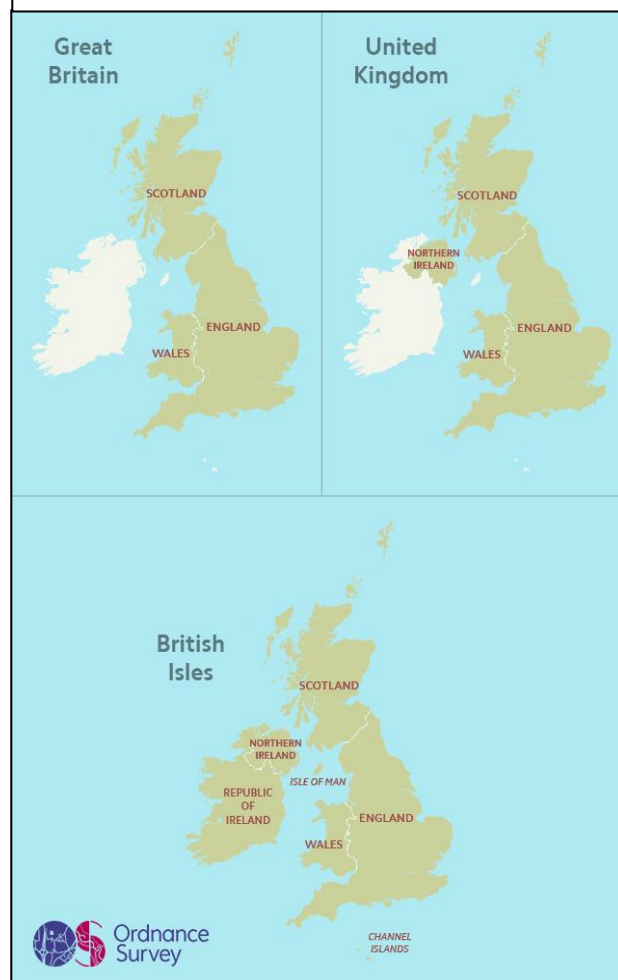 Great
Britain
SCOTLAND
ENGLAND
WALES
United
Kingdom
SCOTLAND
NORTHERN
IRELAND
ENGLAND
WALES
British
Isles
SCOTLAND
NORTHERN
IRELAND
ISLE OF MAN
REPUBLIC
OF
IRELAND
ENGLAND
WALES
CHANNEL
ISLANDS
Ordnance
Survey